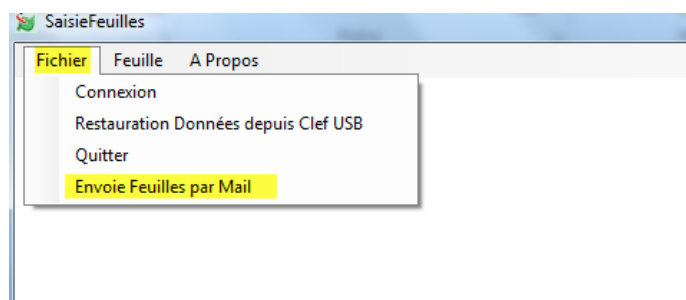 SaisieFeuilles
Fichier Feuille A Propos
Connexion
Restauration Données depuis Clef USB
Quitter
Envoie Feuilles par Mail